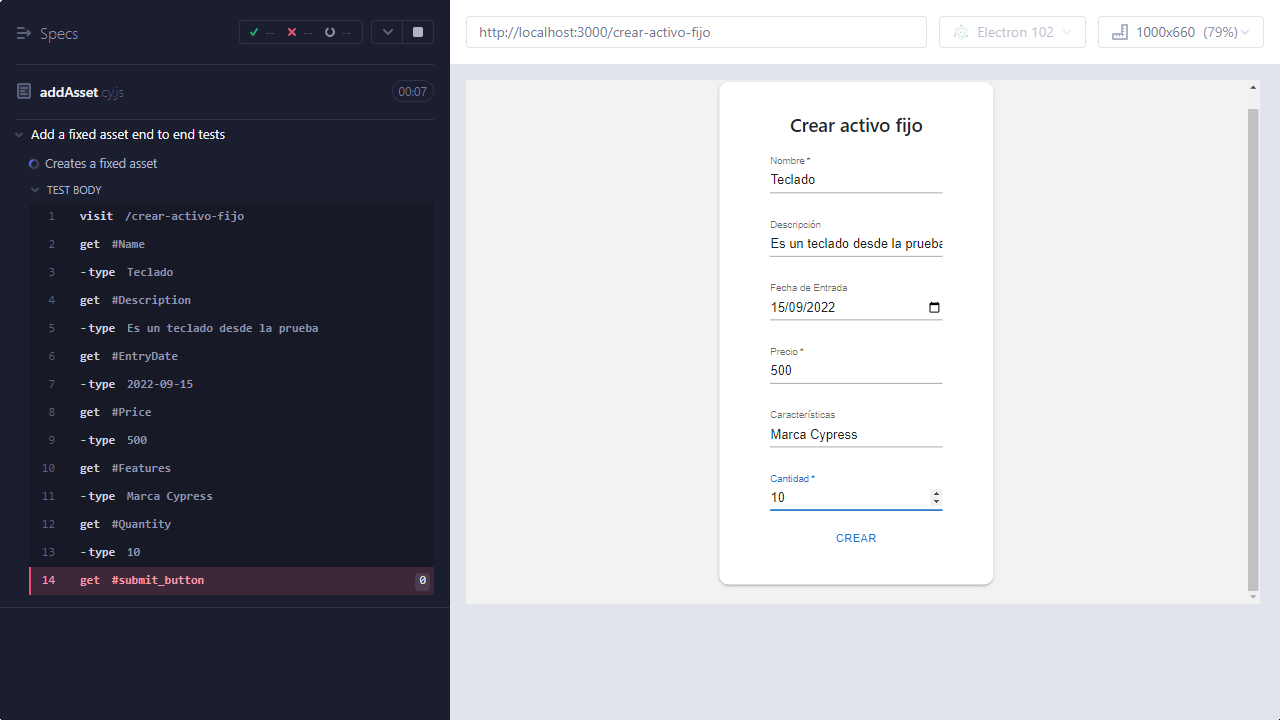 Specs
-- -- --
addAsset.cy.js 00:07
Add a fixed asset end to end tests
Creates a fixed asset
TEST BODY
1 visit /crear-activo-fijo
2 get #Name
3 -type Teclado
4 get #Description
5 -type Es un teclado desde la prueba
6 get #EntryDate
7 -type 2022-09-15
8 get #Price
9 -type 500
10 get #Features
11 -type Marca Cypress
12 get #Quantity
13 -type 10
14 get #submit_button 0
http://localhost:3000/crear-activo-fijo
Electron 102
1000x660 (79%)
Crear activo fijo
Nombre *
Teclado
Descripción
Es un teclado desde la prueba
Fecha de Entrada
15/09/2022
Precio *
500
Características
Marca Cypress
Cantidad *
10
CREAR